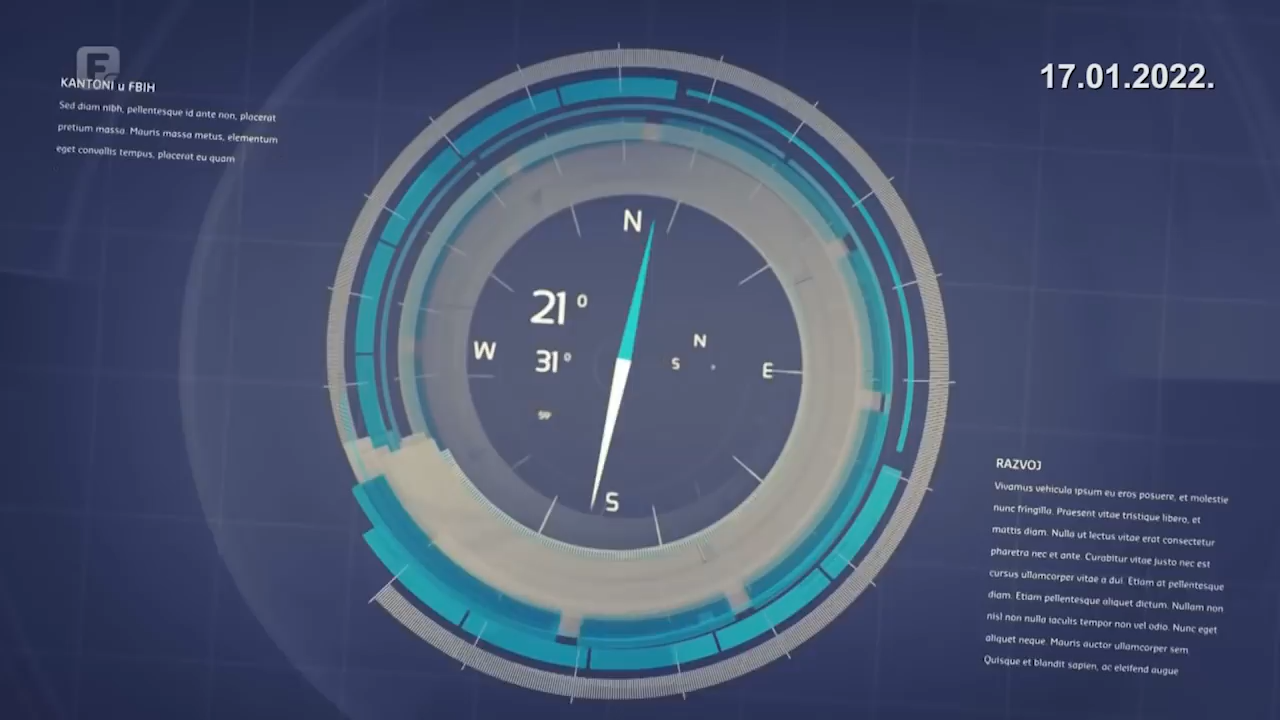 F
KANTONI u FBIH
Sed diam nibh, pellentesque id ante non, placerat
pretium massa. Mauris massa metus, elementum
eget convallis tempus, placerat eu quam
17.01.2022.
N
21°
W
31°
N
S
E
S
RAZVOJ
Vivamus vehicula ipsum eu eros posuere, et molestie
nunc fringilla. Praesent vitae tristique libero, et
mattis diam. Nulla ut lectus vitae erat consectetur
pharetra nec et ante. Curabitur vitae justo nec est
cursus ullamcorper vitae a dui. Etiam at pellentesque
diam. Etiam pellentesque aliquet dictum. Nullam non
nisl non nulla iaculis tempor non vel odio. Nunc eget
aliquet neque. Mauris auctor ullamcorper sem.
Quisque et blandit sapien, ac eleifend augue